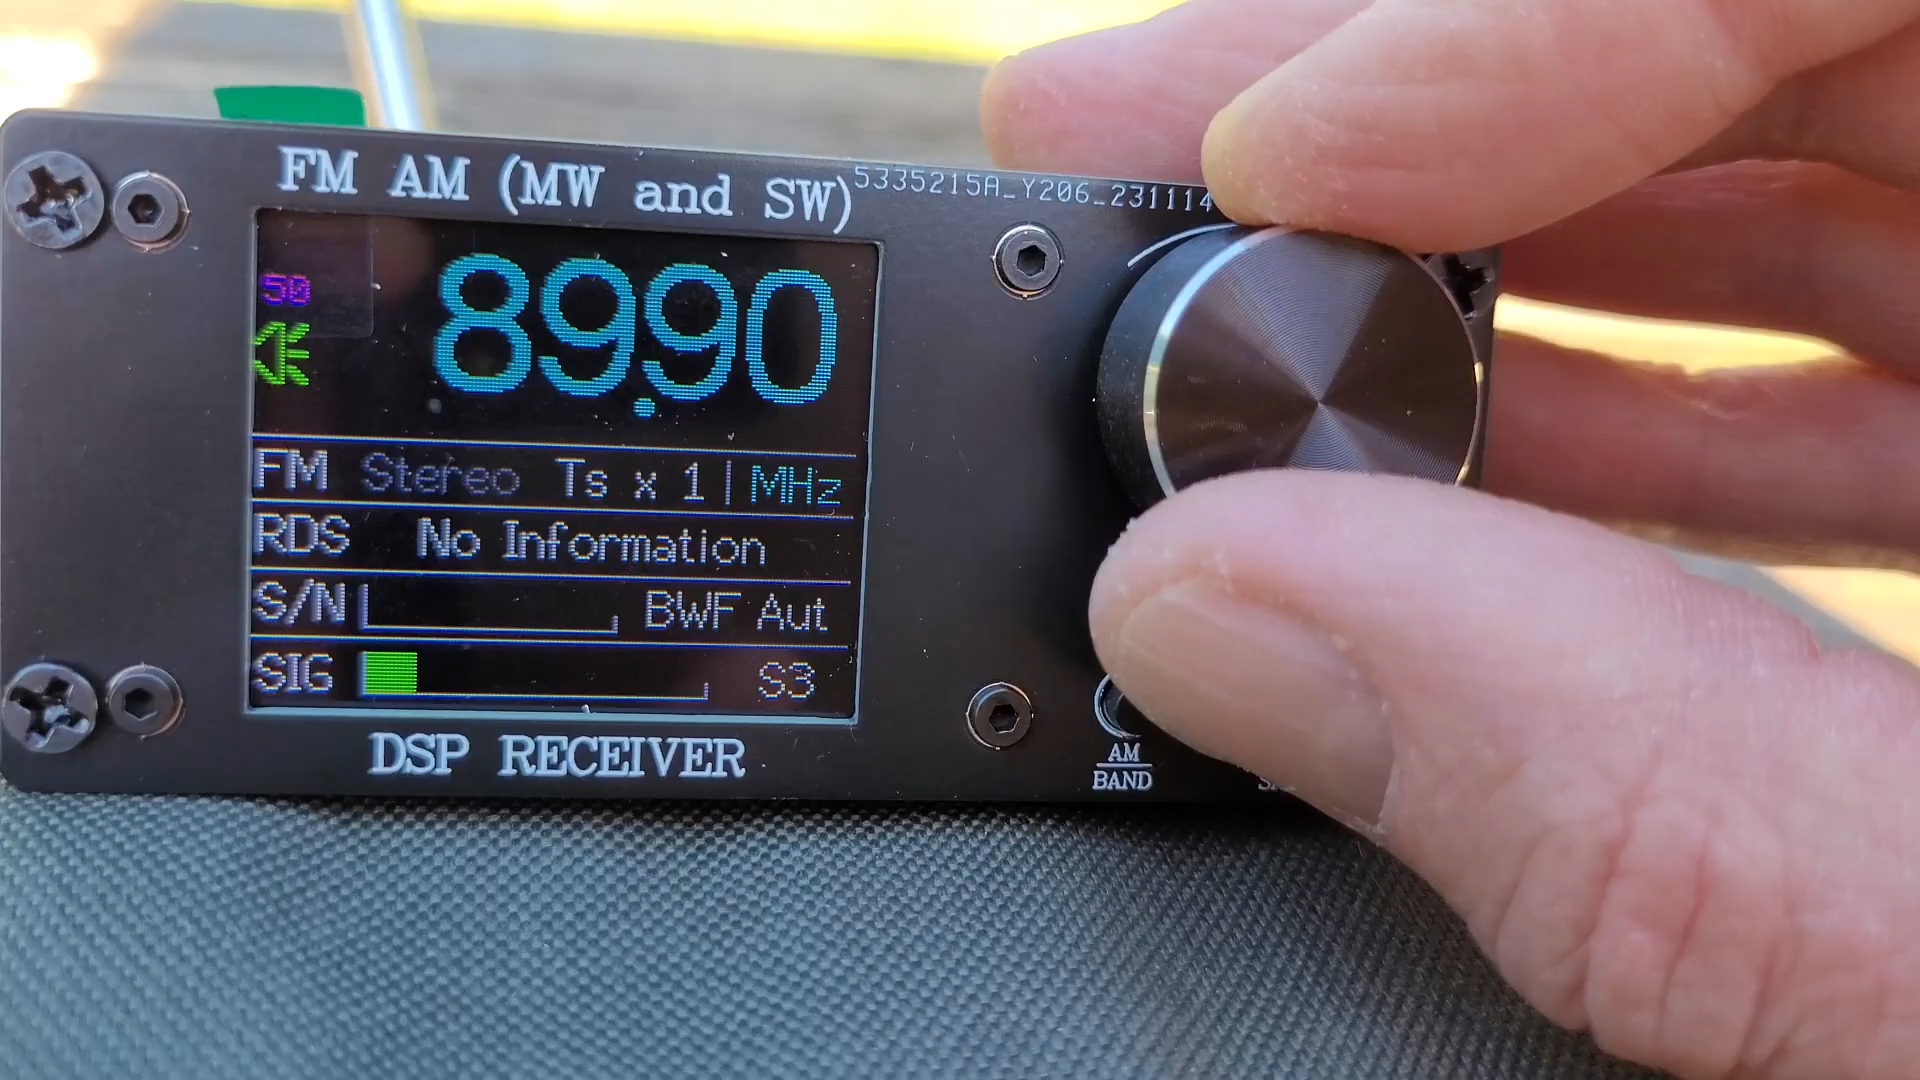 FM AM (MW and SW)
5335215A_Y206_231114
50
89.90
FM Stereo Ts x 1 | MHz
RDS No Information
S/N BWF Aut
SIG S3
DSP RECEIVER
AM
BAND